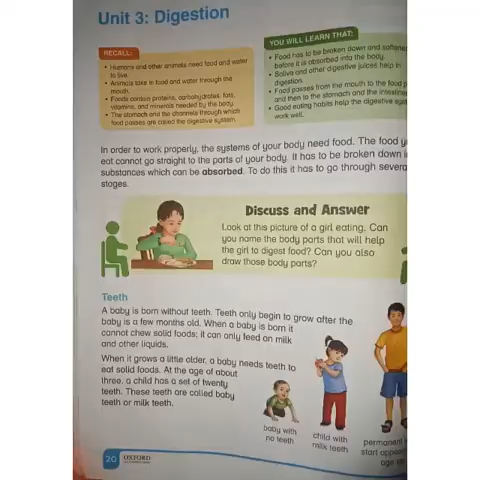 Unit 3: Digestion
RECALL:
• Humans and other animals need food and water
to live.
• Animals take in food and water through the
mouth.
• Foods contain proteins, carbohydrates, fats,
vitamins, and minerals needed by the body.
• The stomach and the channels through which
food passes are called the digestive system.
YOU WILL LEARN THAT:
• Food has to be broken down and softened
before it is absorbed into the body.
• Saliva and other digestive juices help in
digestion.
• Food passes from the mouth to the food p
and then to the stomach and the intestine
• Good eating habits help the digestive syst
work well.
In order to work properly, the systems of your body need food. The food y
eat cannot go straight to the parts of your body. It has to be broken down i
substances which can be absorbed. To do this it has to go through severa
stages.
Discuss and Answer
Look at this picture of a girl eating. Can
you name the body parts that will help
the girl to digest food? Can you also
draw those body parts?
Teeth
A baby is born without teeth. Teeth only begin to grow after the
baby is a few months old. When a baby is born it
cannot chew solid foods; it can only feed on milk
and other liquids.
When it grows a little older, a baby needs teeth to
eat solid foods. At the age of about
three, a child has a set of twenty
teeth. These teeth are called baby
teeth or milk teeth.
baby with
no teeth
child with
milk teeth
permanent
start appea
age
20
OXFORD